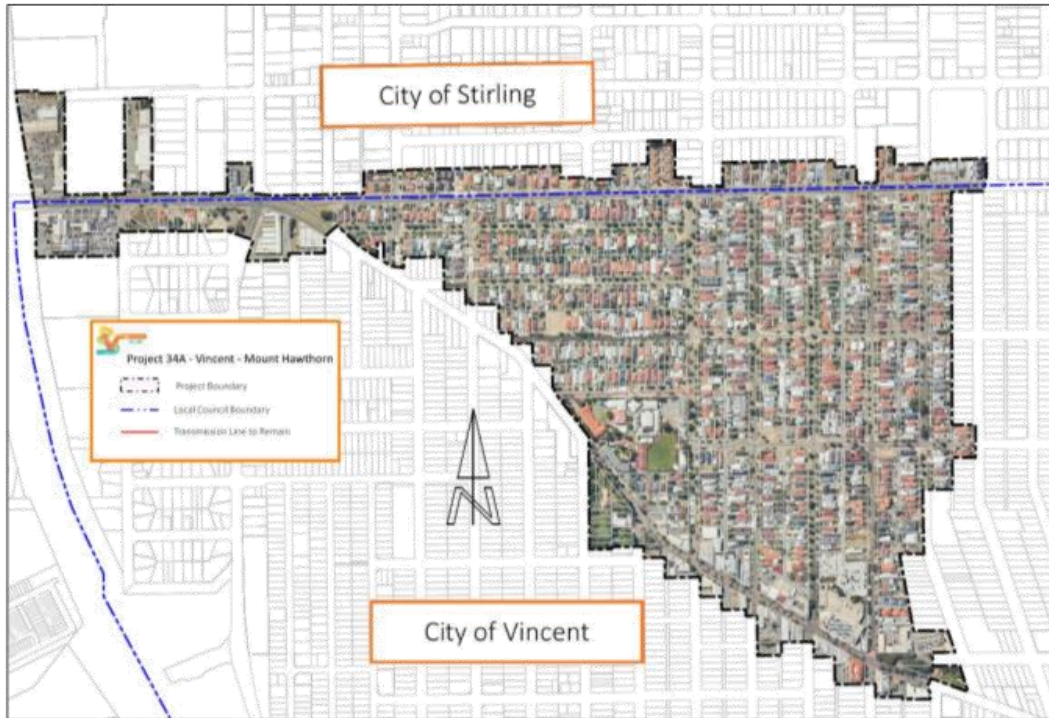 City of Stirling
Project 34A - Vincent - Mount Hawthorn
Project Boundary
Local Council Boundary
Transmission Line to Remain
N
City of Vincent